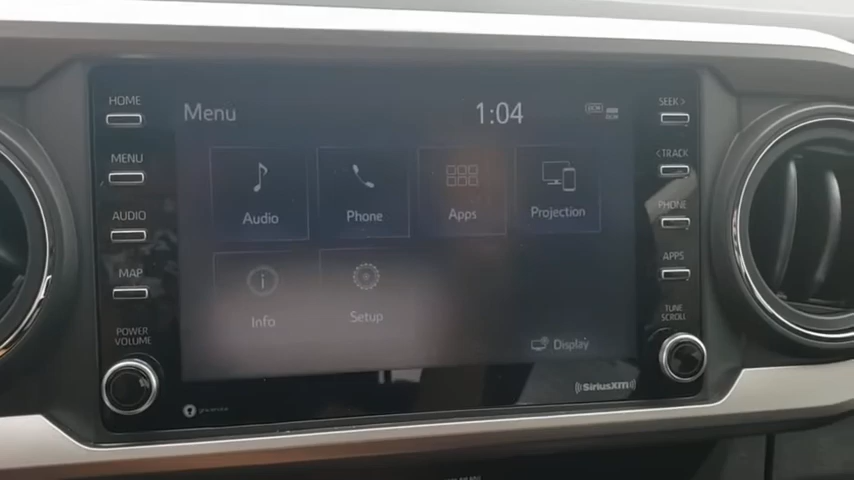 HOME
Menu
1:04
DCM
SEEK >
MENU
< TRACK
Audio
Phone
Apps
Projection
AUDIO
PHONE
MAP
APPS
Info
Setup
POWER
VOLUME
TUNE
SCROLL
Display
SiriusXM